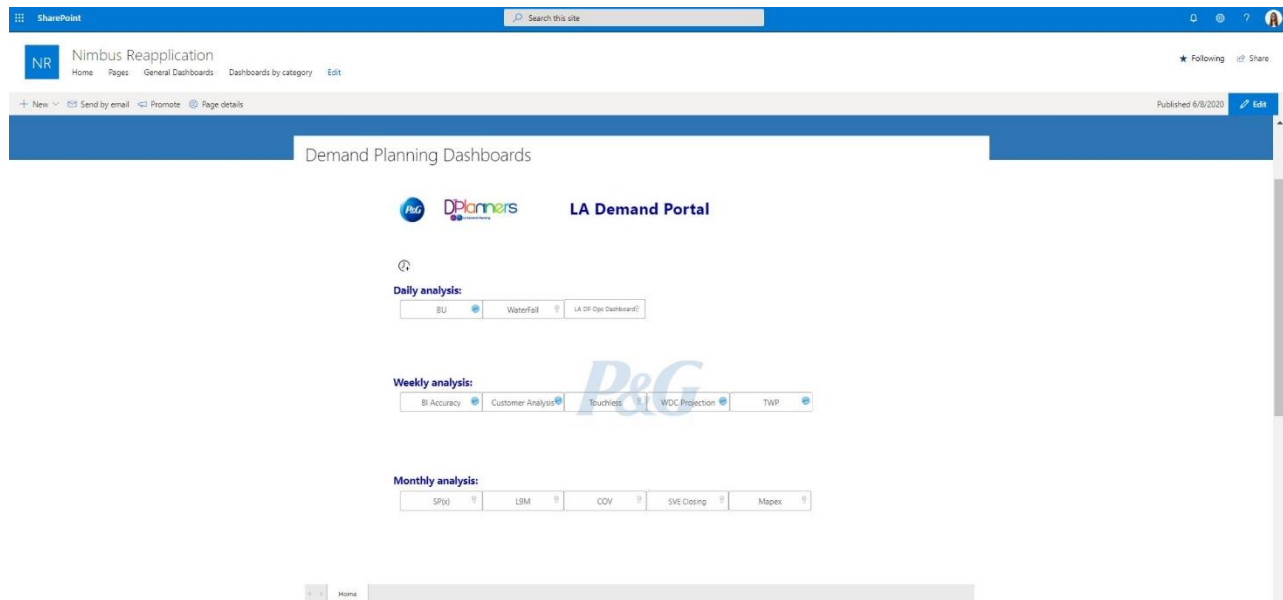 SharePoint Search this site ?
NR Nimbus Reapplication
Home Pages General Dashboards Dashboards by category Edit
Following Share
+ New Send by email Promote Page details Published 6/8/2020 Edit
Demand Planning Dashboards
P&G DPlanners LA Demand Portal
Daily analysis:
BU WaterFall LA DP Ops Dashboard
P&G
Weekly analysis:
BI Accuracy Customer Analysis Touchless WDC Projection TWP
Monthly analysis:
SP(x) L9M COV SVE Closing Mapex
Home